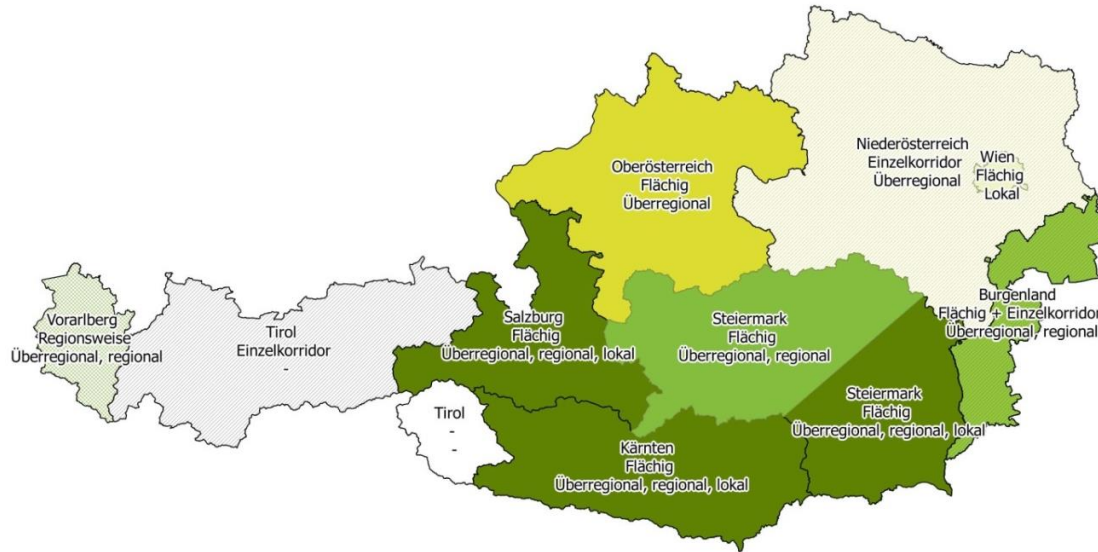 Oberösterreich
Flächig
Überregional
Niederösterreich
Einzelkorridor
Überregional
Wien
Flächig
Lokal
Vorarlberg
Regionsweise
Überregional, regional
Tirol
Einzelkorridor
-
Salzburg
Flächig
Überregional, regional, lokal
Steiermark
Flächig
Überregional, regional
Burgenland
Flächig + Einzelkorridor
Überregional, regional
Tirol
-
-
Kärnten
Flächig
Überregional, regional, lokal
Steiermark
Flächig
Überregional, regional, lokal